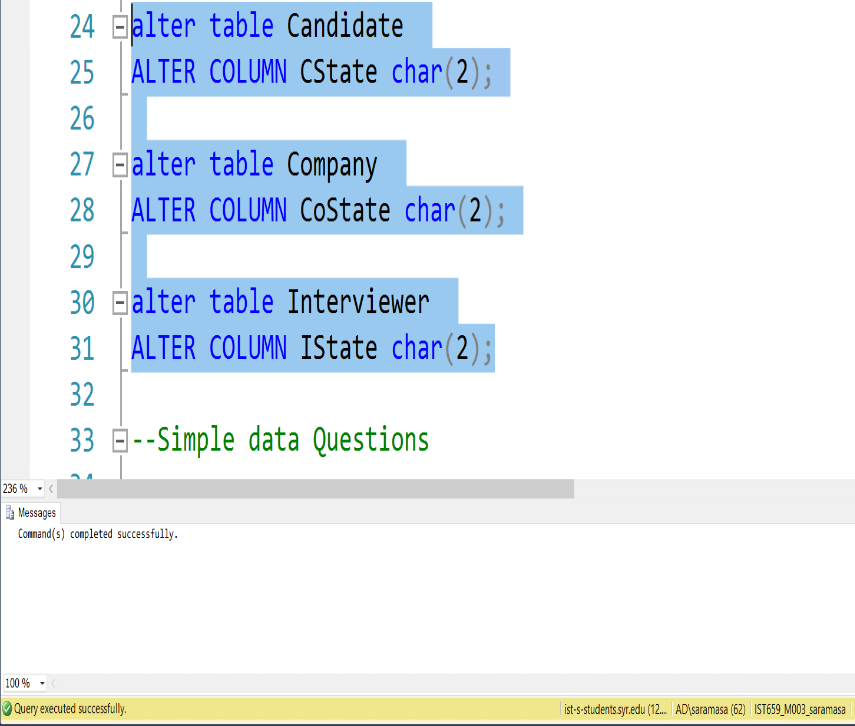 24 alter table Candidate
25 ALTER COLUMN CState char(2);
26
27 alter table Company
28 ALTER COLUMN CoState char(2);
29
30 alter table Interviewer
31 ALTER COLUMN IState char(2);
32
33 --Simple data Questions
236 %
Messages
Command(s) completed successfully.
100 %
Query executed successfully. ist-s-students.syr.edu (12... AD\saramasa (62) IST659_M003_saramasa